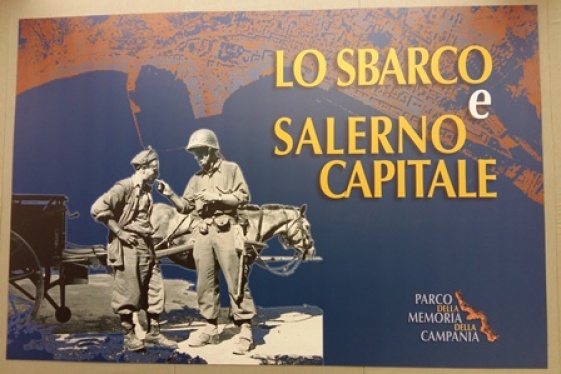 LO SBARCO
e
SALERNO
CAPITALE
PARCO
DELLA
MEMORIA
DELLA
CAMPANIA